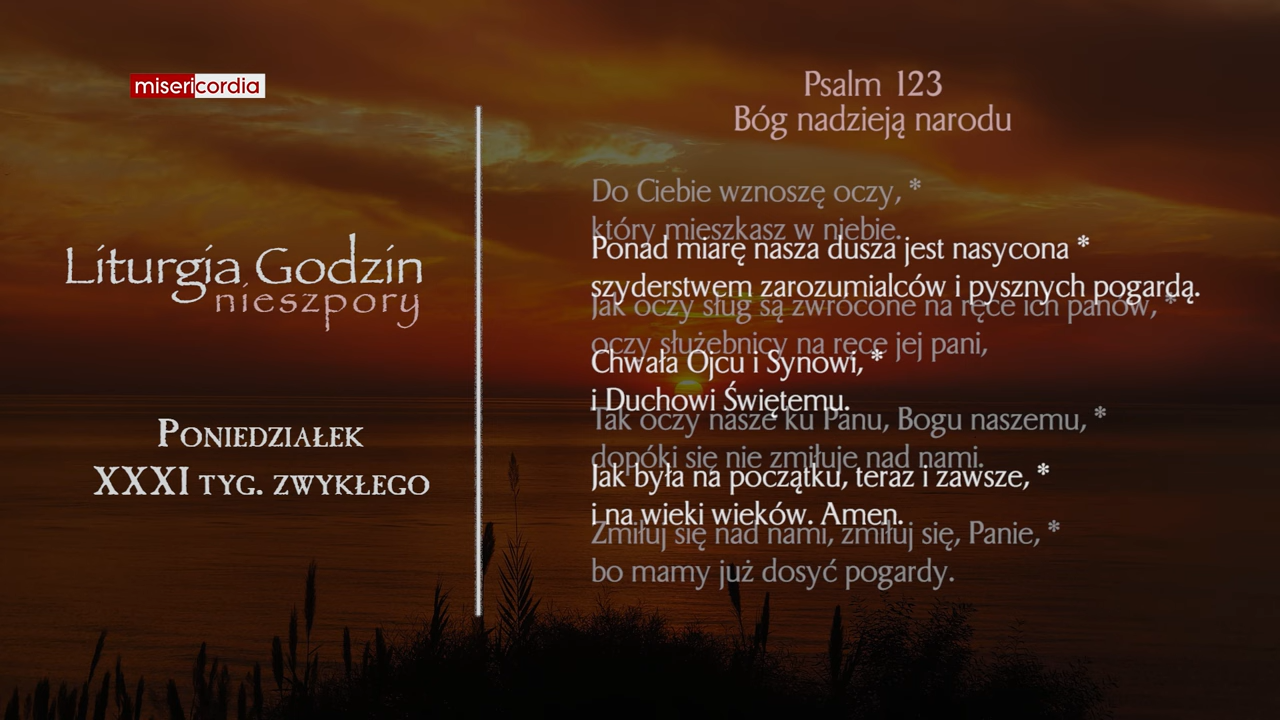 misericordia
Liturgia Godzin
nieszpory
Poniedziałek
XXXI tyg. zwykłego
Psalm 123
Bóg nadzieją narodu
Do Ciebie wznoszę oczy, *
który mieszkasz w niebie.
Ponad miarę nasza dusza jest nasycona *
szyderstwem zarozumialców i pysznych pogardą.
Jak oczy sług są zwrócone na ręce ich panów, *
oczy służebnicy na ręce jej pani,
Chwała Ojcu i Synowi, *
i Duchowi Świętemu.
Tak oczy nasze ku Panu, Bogu naszemu, *
dopóki się nie zmiłuje nad nami.
Jak była na początku, teraz i zawsze, *
i na wieki wieków. Amen.
Zmiłuj się nad nami, zmiłuj się, Panie, *
bo mamy już dosyć pogardy.